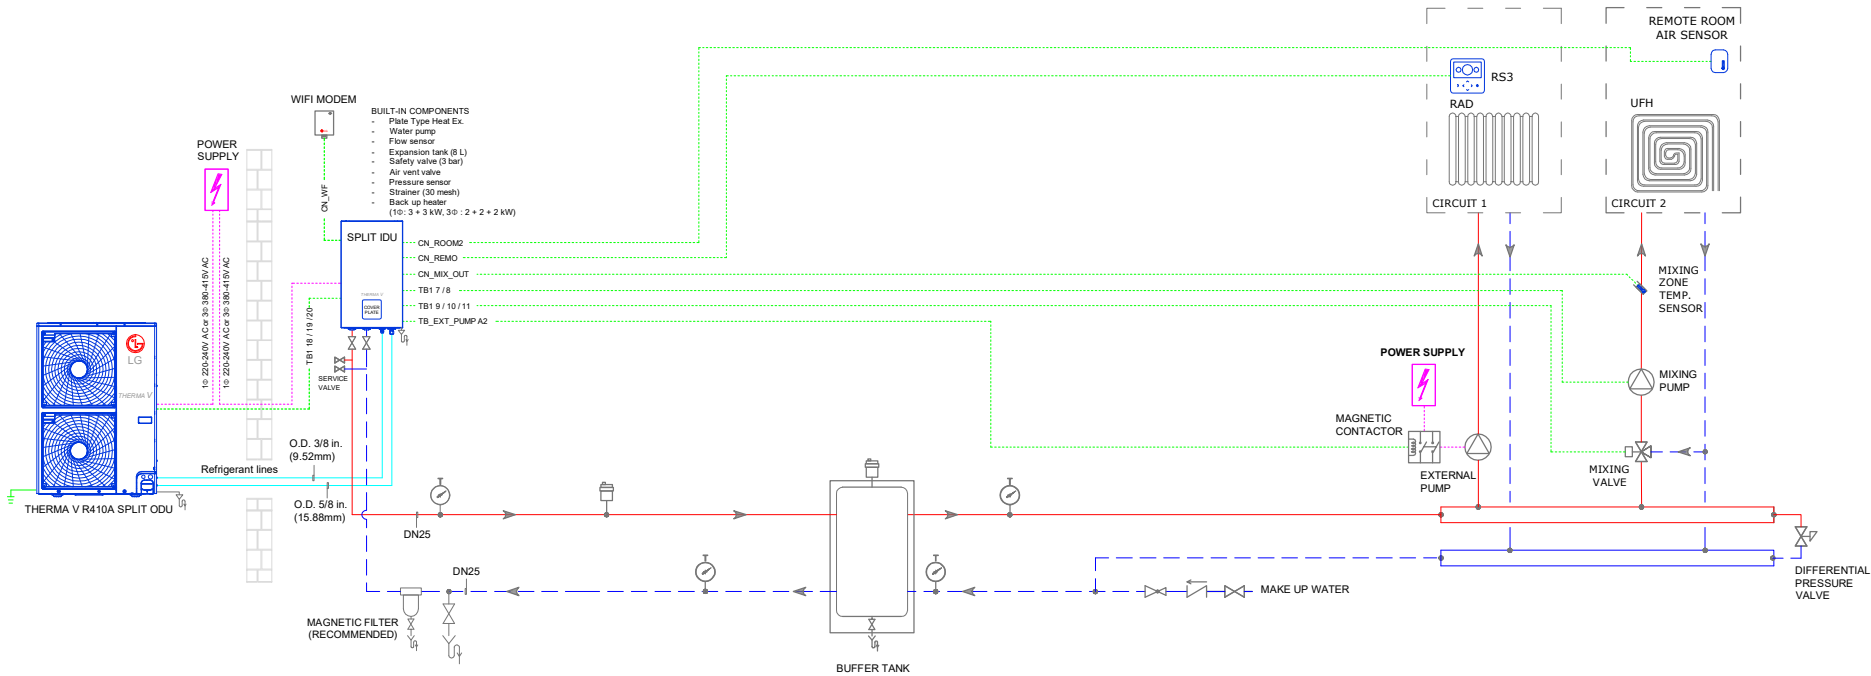 REMOTE ROOM
AIR SENSOR
RS3
RAD
UFH
CIRCUIT 1
CIRCUIT 2
WIFI MODEM
BUILT-IN COMPONENTS
- Plate Type Heat Ex.
- Water pump
- Flow sensor
- Expansion tank (8 L)
- Safety valve (3 bar)
- Air vent valve
- Pressure sensor
- Strainer (30 mesh)
- Back up heater
(1Φ: 3 + 3 kW, 3Φ : 2 + 2 + 2 kW)
POWER
SUPPLY
CN_WF
SPLIT IDU
THERMA V
COVER
PLATE
CN_ROOM2
CN_REMO
CN_MIX_OUT
TB1 7 / 8
TB1 9 / 10 / 11
TB_EXT_PUMP A2
1Φ 220-240V AC or 3Φ 380-415V AC
1Φ 220-240V AC or 3Φ 380-415V AC
TB1 18 / 19 / 20
SERVICE
VALVE
LG
THERMA V
MIXING
ZONE
TEMP.
SENSOR
POWER SUPPLY
MIXING
PUMP
MAGNETIC
CONTACTOR
EXTERNAL
PUMP
MIXING
VALVE
O.D. 3/8 in.
(9.52mm)
Refrigerant lines
O.D. 5/8 in.
(15.88mm)
THERMA V R410A SPLIT ODU
DN25
DN25
MAGNETIC FILTER
(RECOMMENDED)
BUFFER TANK
MAKE UP WATER
DIFFERENTIAL
PRESSURE
VALVE